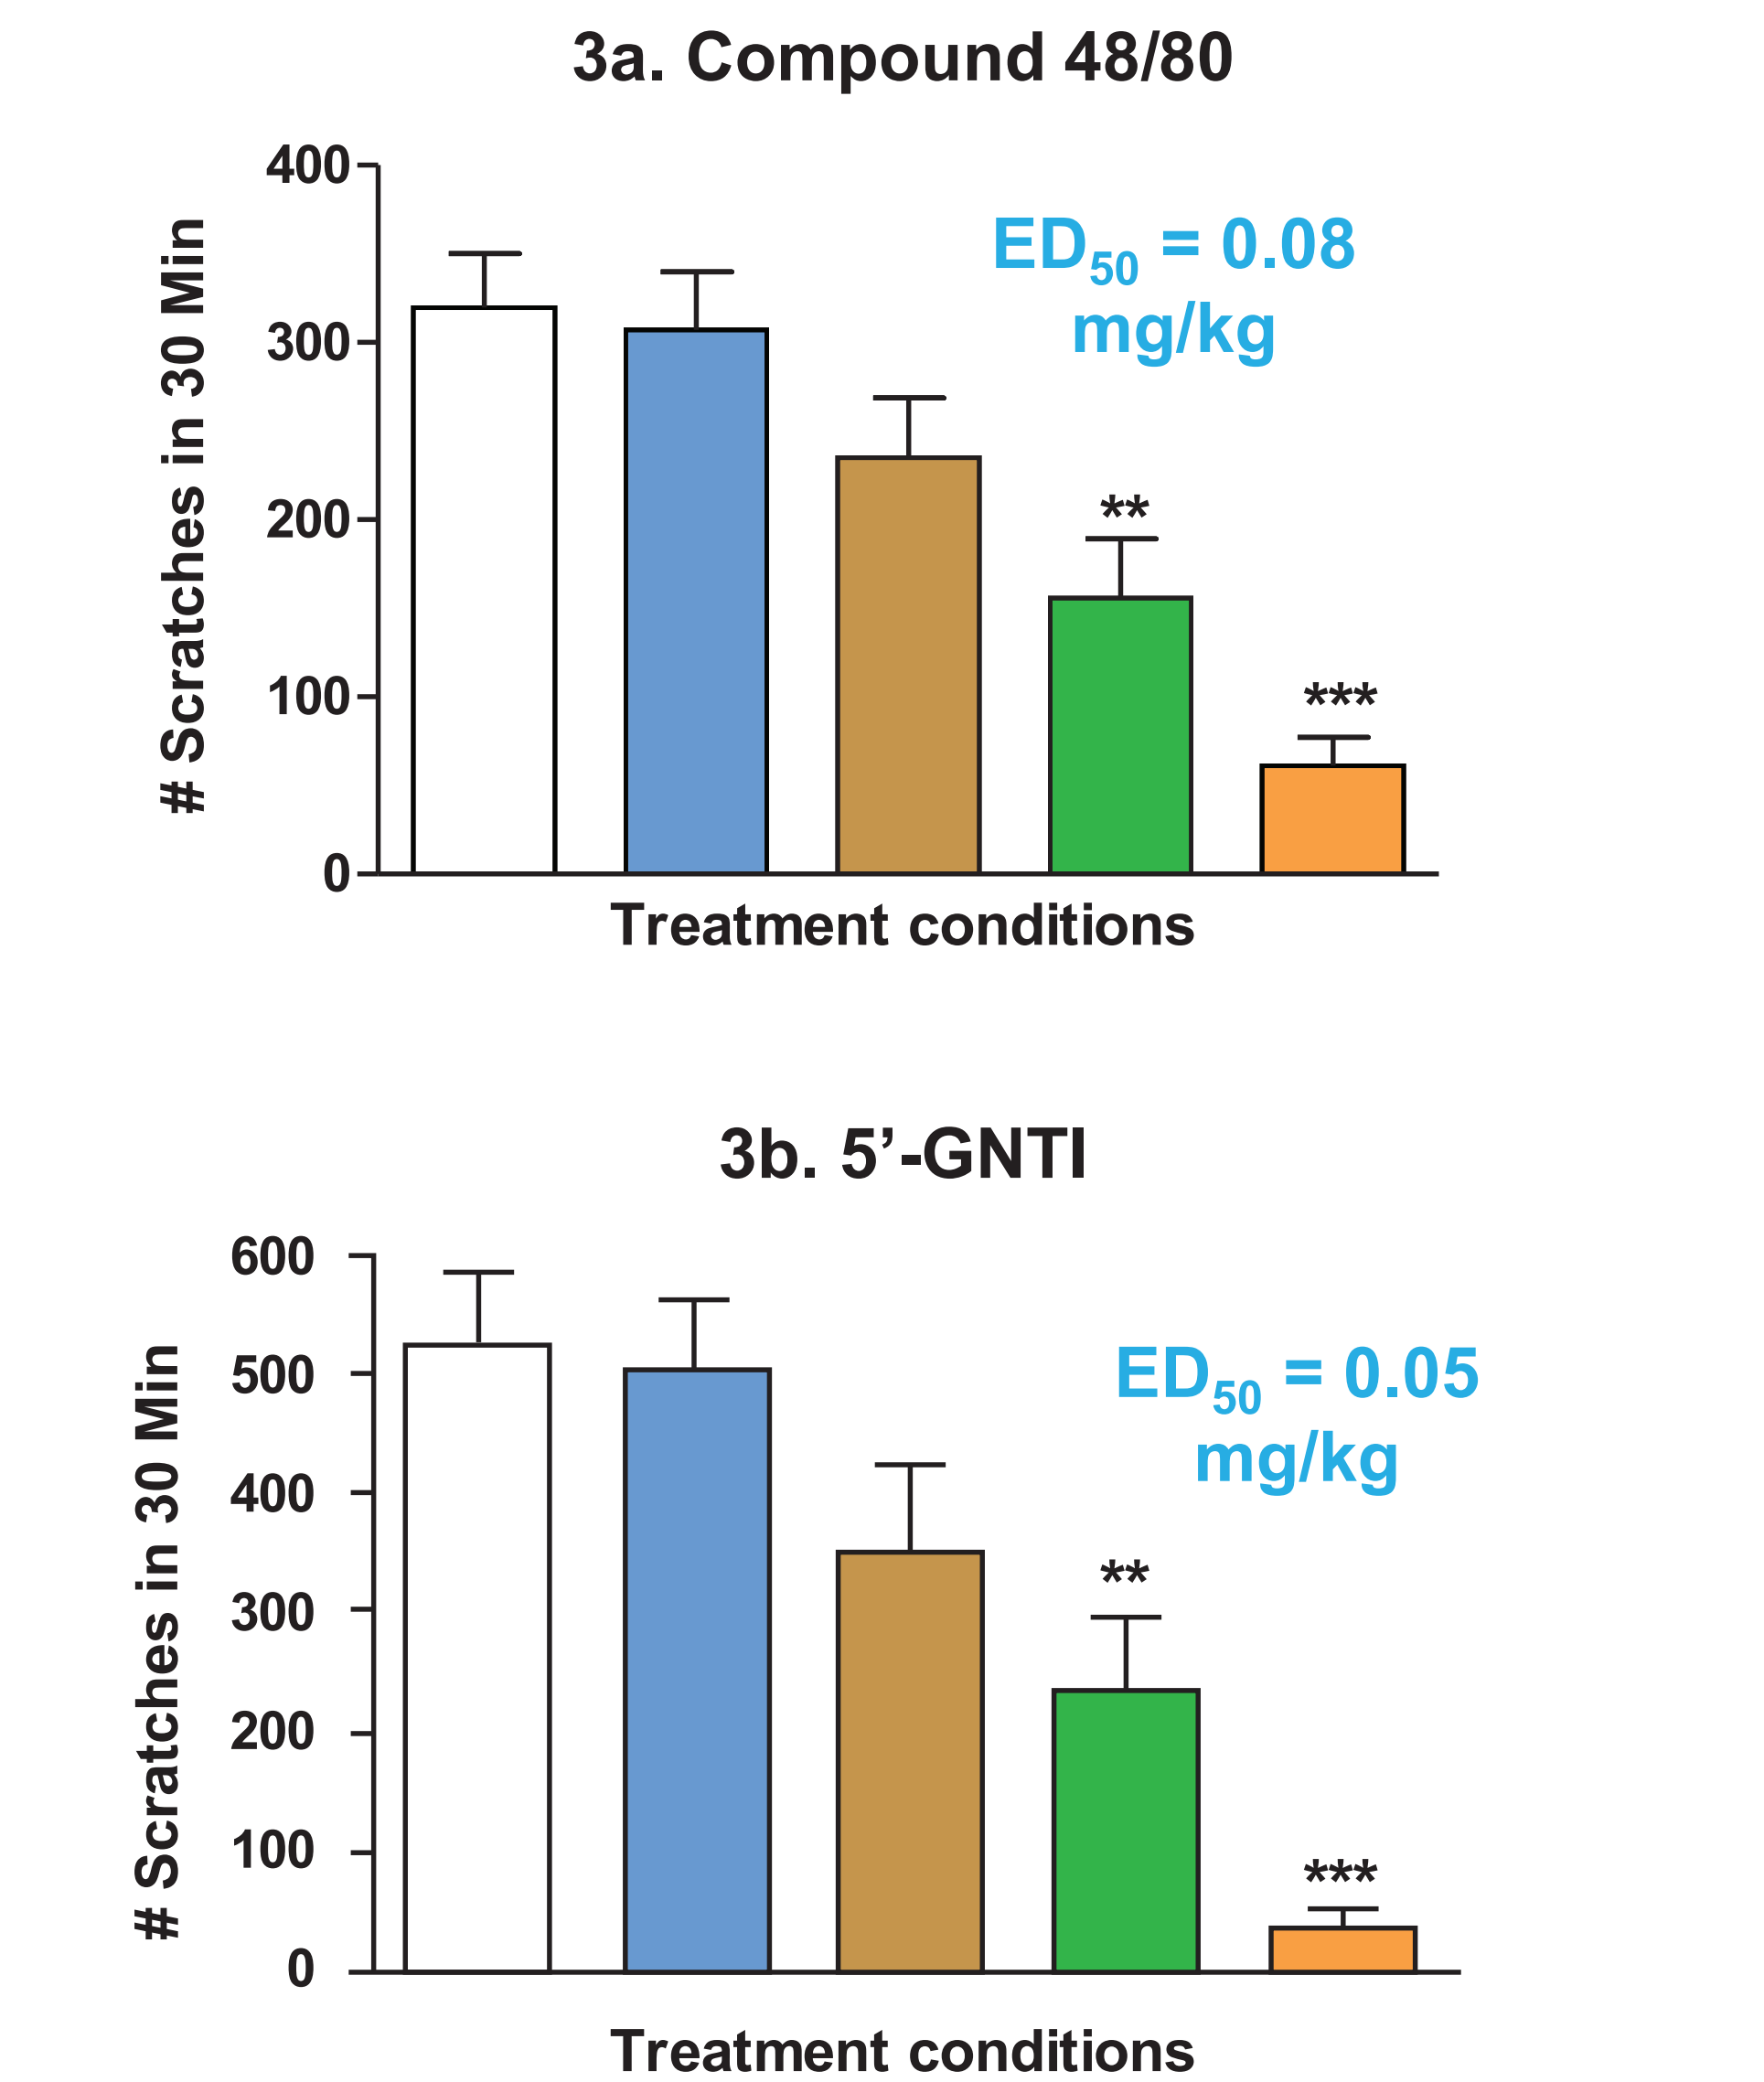 3a. Compound 48/80
400
300
200
100
0
# Scratches in 30 Min
ED50 = 0.08
mg/kg
**
***
Treatment conditions
3b. 5’-GNTI
600
500
400
300
200
100
0
# Scratches in 30 Min
ED50 = 0.05
mg/kg
**
***
Treatment conditions